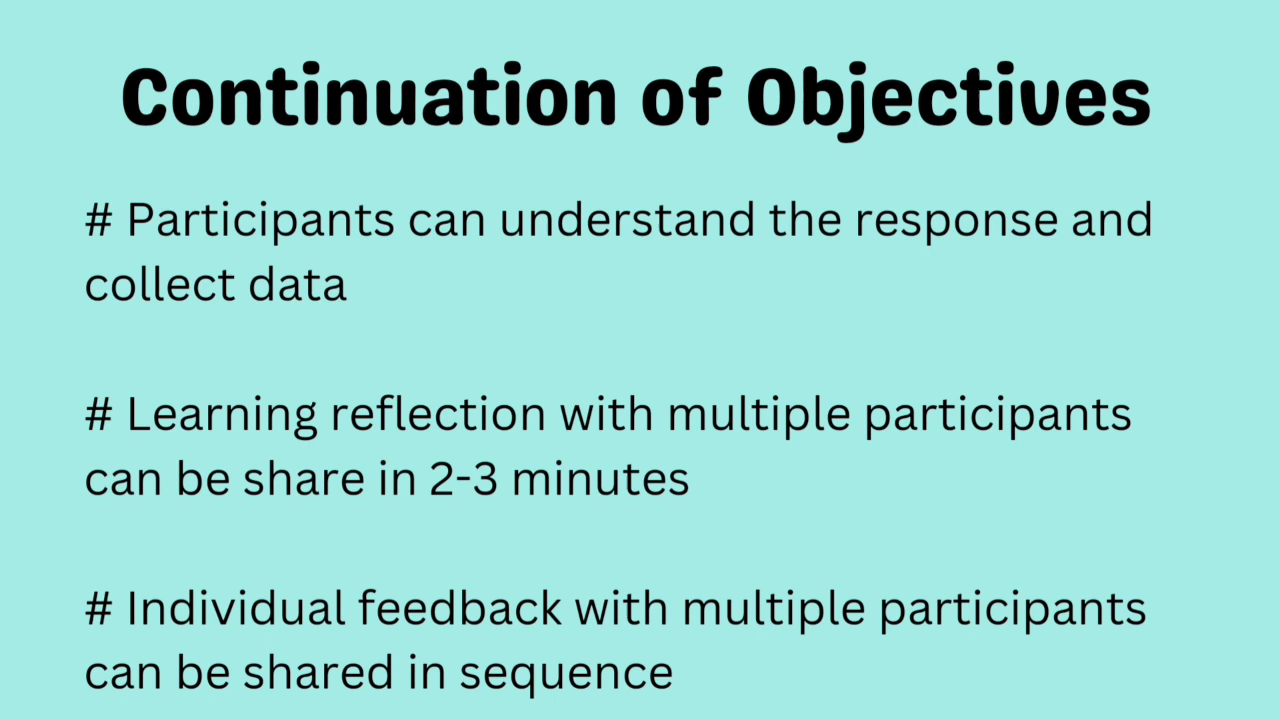 Continuation of Objectives
# Participants can understand the response and
collect data
# Learning reflection with multiple participants
can be share in 2-3 minutes
# Individual feedback with multiple participants
can be shared in sequence